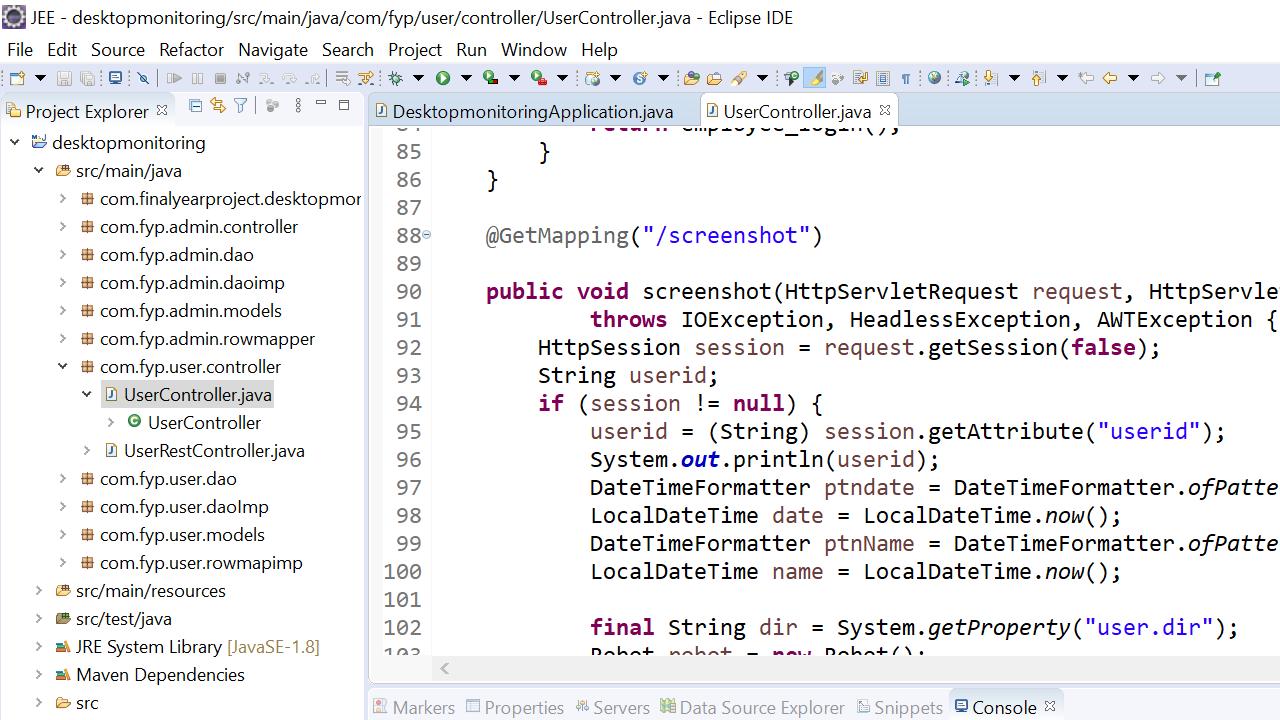 JEE - desktopmonitoring/src/main/java/com/fyp/user/controller/UserController.java - Eclipse IDE
File Edit Source Refactor Navigate Search Project Run Window Help
Project Explorer
desktopmonitoring
src/main/java
com.finalyearproject.desktopmor
com.fyp.admin.controller
com.fyp.admin.dao
com.fyp.admin.daoimp
com.fyp.admin.models
com.fyp.admin.rowmapper
com.fyp.user.controller
UserController.java
UserController
UserRestController.java
com.fyp.user.dao
com.fyp.user.daoImp
com.fyp.user.models
com.fyp.user.rowmapimp
src/main/resources
src/test/java
JRE System Library [JavaSE-1.8]
Maven Dependencies
src
DesktopmonitoringApplication.java UserController.java
84 return employee_login();
85 }
86 }
87
88 @GetMapping("/screenshot")
89
90 public void screenshot(HttpServletRequest request, HttpServle
91 throws IOException, HeadlessException, AWTException {
92 HttpSession session = request.getSession(false);
93 String userid;
94 if (session != null) {
95 userid = (String) session.getAttribute("userid");
96 System.out.println(userid);
97 DateTimeFormatter ptndate = DateTimeFormatter.ofPatte
98 LocalDateTime date = LocalDateTime.now();
99 DateTimeFormatter ptnName = DateTimeFormatter.ofPatte
100 LocalDateTime name = LocalDateTime.now();
101
102 final String dir = System.getProperty("user.dir");
103 Robot robot = new Robot();
Markers Properties Servers Data Source Explorer Snippets Console